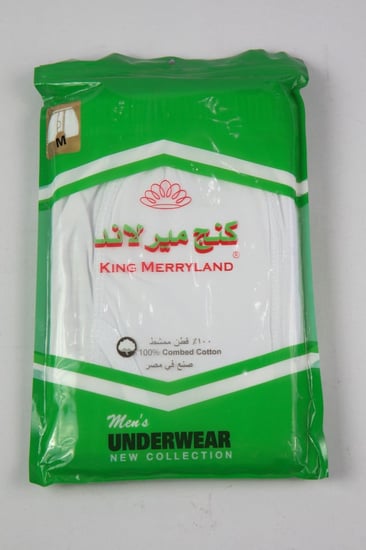 M
كنج ميرلاند
KING MERRYLAND
®
١٠٠٪ قطن ممشط
100% Combed Cotton
صنع في مصر
Men's
UNDERWEAR
NEW COLLECTION